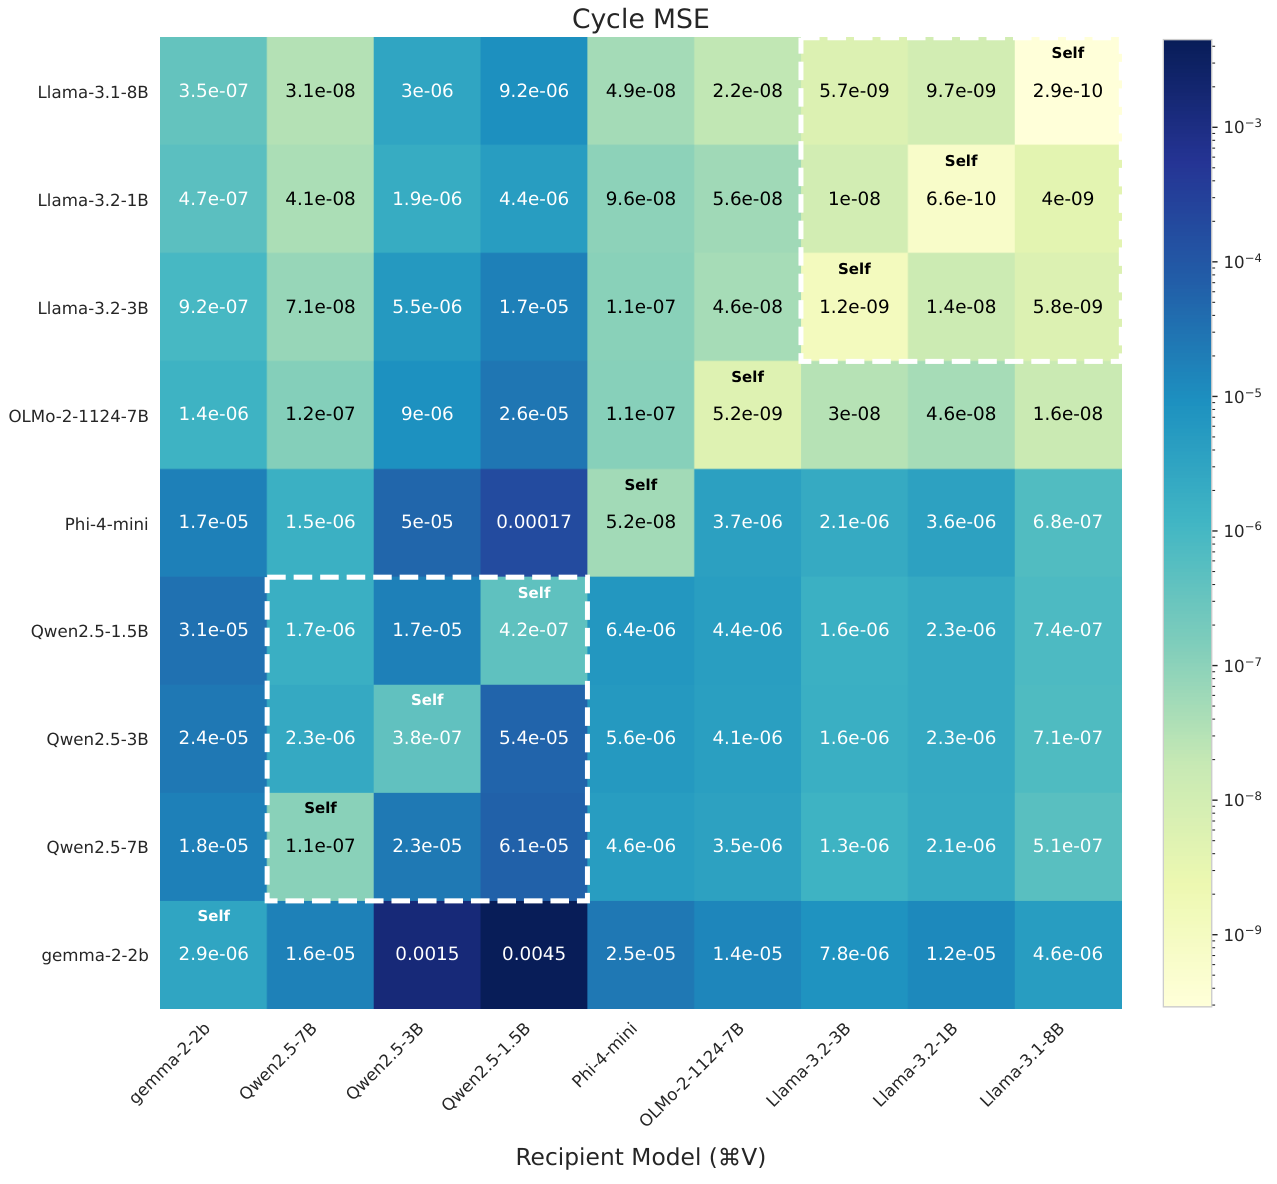 Cycle MSE
Self
Llama-3.1-8B 3.5e-07 3.1e-08 3e-06 9.2e-06 4.9e-08 2.2e-08 5.7e-09 9.7e-09 2.9e-10
Self
Llama-3.2-1B 4.7e-07 4.1e-08 1.9e-06 4.4e-06 9.6e-08 5.6e-08 1e-08 6.6e-10 4e-09
Self
Llama-3.2-3B 9.2e-07 7.1e-08 5.5e-06 1.7e-05 1.1e-07 4.6e-08 1.2e-09 1.4e-08 5.8e-09
Self
OLMo-2-1124-7B 1.4e-06 1.2e-07 9e-06 2.6e-05 1.1e-07 5.2e-09 3e-08 4.6e-08 1.6e-08
Self
Phi-4-mini 1.7e-05 1.5e-06 5e-05 0.00017 5.2e-08 3.7e-06 2.1e-06 3.6e-06 6.8e-07
Self
Qwen2.5-1.5B 3.1e-05 1.7e-06 1.7e-05 4.2e-07 6.4e-06 4.4e-06 1.6e-06 2.3e-06 7.4e-07
Self
Qwen2.5-3B 2.4e-05 2.3e-06 3.8e-07 5.4e-05 5.6e-06 4.1e-06 1.6e-06 2.3e-06 7.1e-07
Self
Qwen2.5-7B 1.8e-05 1.1e-07 2.3e-05 6.1e-05 4.6e-06 3.5e-06 1.3e-06 2.1e-06 5.1e-07
Self
gemma-2-2b 2.9e-06 1.6e-05 0.0015 0.0045 2.5e-05 1.4e-05 7.8e-06 1.2e-05 4.6e-06
gemma-2-2b Qwen2.5-7B Qwen2.5-3B Qwen2.5-1.5B Phi-4-mini OLMo-2-1124-7B Llama-3.2-3B Llama-3.2-1B Llama-3.1-8B
Recipient Model (⌘V)
10⁻³
10⁻⁴
10⁻⁵
10⁻⁶
10⁻⁷
10⁻⁸
10⁻⁹